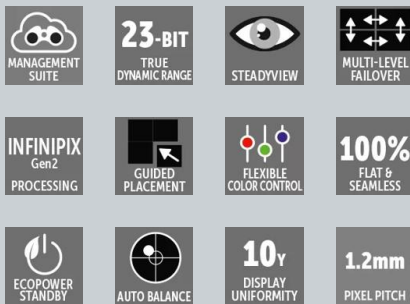 MANAGEMENT
SUITE
23-BIT
TRUE
DYNAMIC RANGE
STEADYVIEW
MULTI-LEVEL
FAILOVER
INFINIPIX
Gen2
PROCESSING
GUIDED
PLACEMENT
FLEXIBLE
COLOR CONTROL
100%
FLAT &
SEAMLESS
ECOPOWER
STANDBY
AUTO BALANCE
10Y
DISPLAY
UNIFORMITY
1.2mm
PIXEL PITCH